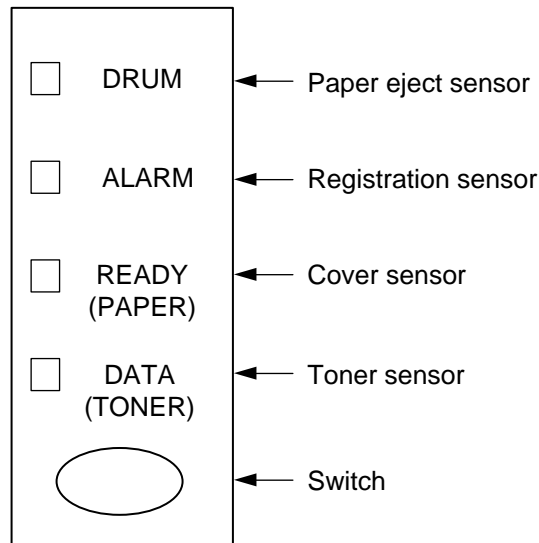 DRUM
Paper eject sensor
ALARM
Registration sensor
READY
(PAPER)
Cover sensor
DATA
(TONER)
Toner sensor
Switch